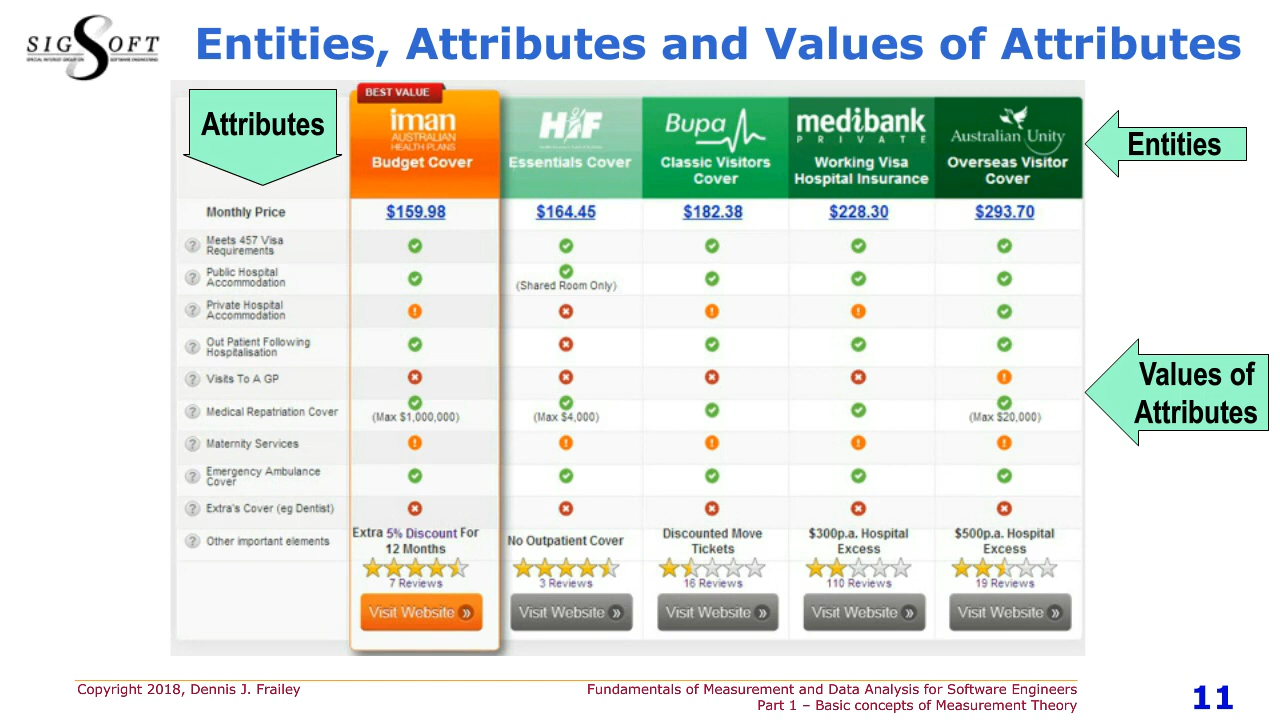 SIGSOFT
SPECIAL INTEREST GROUP ON SOFTWARE ENGINEERING
Entities, Attributes and Values of Attributes
Attributes
Entities
Values of
Attributes
BEST VALUE
iman
AUSTRALIAN
HEALTH PLANS
Budget Cover
HIF
Essentials Cover
Bupa
Classic Visitors
Cover
medibank
PRIVATE
Working Visa
Hospital Insurance
Australian Unity
Overseas Visitor
Cover
Monthly Price $159.98 $164.45 $182.38 $228.30 $293.70
? Meets 457 Visa
Requirements
? Public Hospital
Accommodation
(Shared Room Only)
? Private Hospital
Accommodation
? Out Patient Following
Hospitalisation
? Visits To A GP
? Medical Repatriation Cover
(Max $1,000,000) (Max $4,000) (Max $20,000)
? Maternity Services
? Emergency Ambulance
Cover
? Extra's Cover (eg Dentist)
? Other important elements
Extra 5% Discount For
12 Months
No Outpatient Cover
Discounted Move
Tickets
$300p.a. Hospital
Excess
$500p.a. Hospital
Excess
7 Reviews 3 Reviews 16 Reviews 110 Reviews 19 Reviews
Visit Website » Visit Website » Visit Website » Visit Website » Visit Website »
Copyright 2018, Dennis J. Frailey
Fundamentals of Measurement and Data Analysis for Software Engineers
Part 1 – Basic concepts of Measurement Theory
11